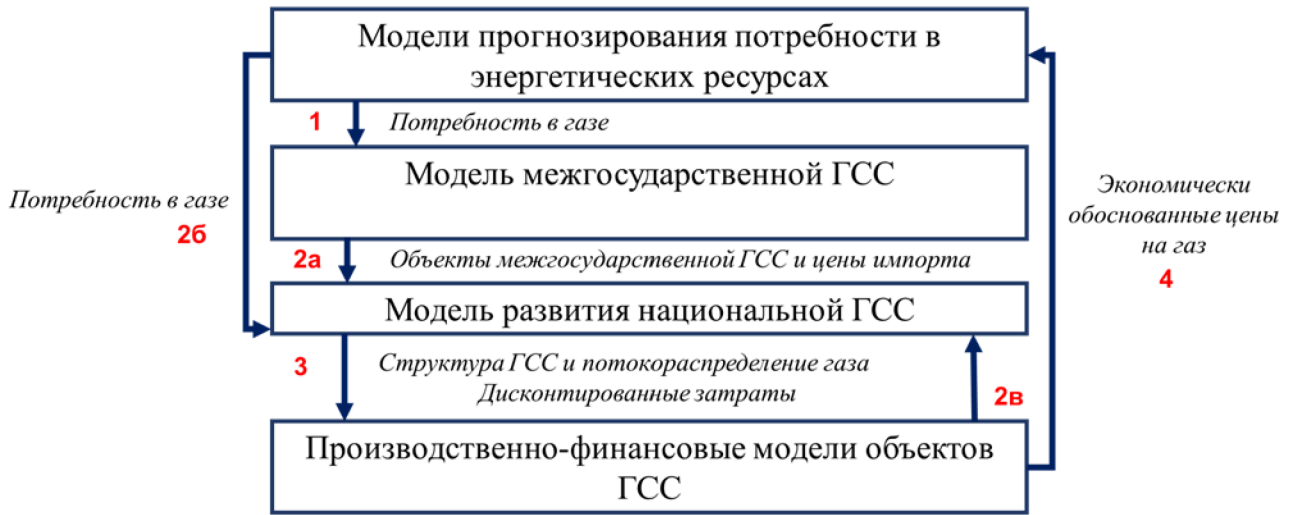 Модели прогнозирования потребности в
энергетических ресурсах
1
Потребность в газе
Модель межгосударственной ГСС
Потребность в газе
2б
Экономически
обоснованные цены
на газ
4
2а
Объекты межгосударственной ГСС и цены импорта
Модель развития национальной ГСС
3
Структура ГСС и потокораспределение газа
Дисконтированные затраты
2в
Производственно-финансовые модели объектов
ГСС